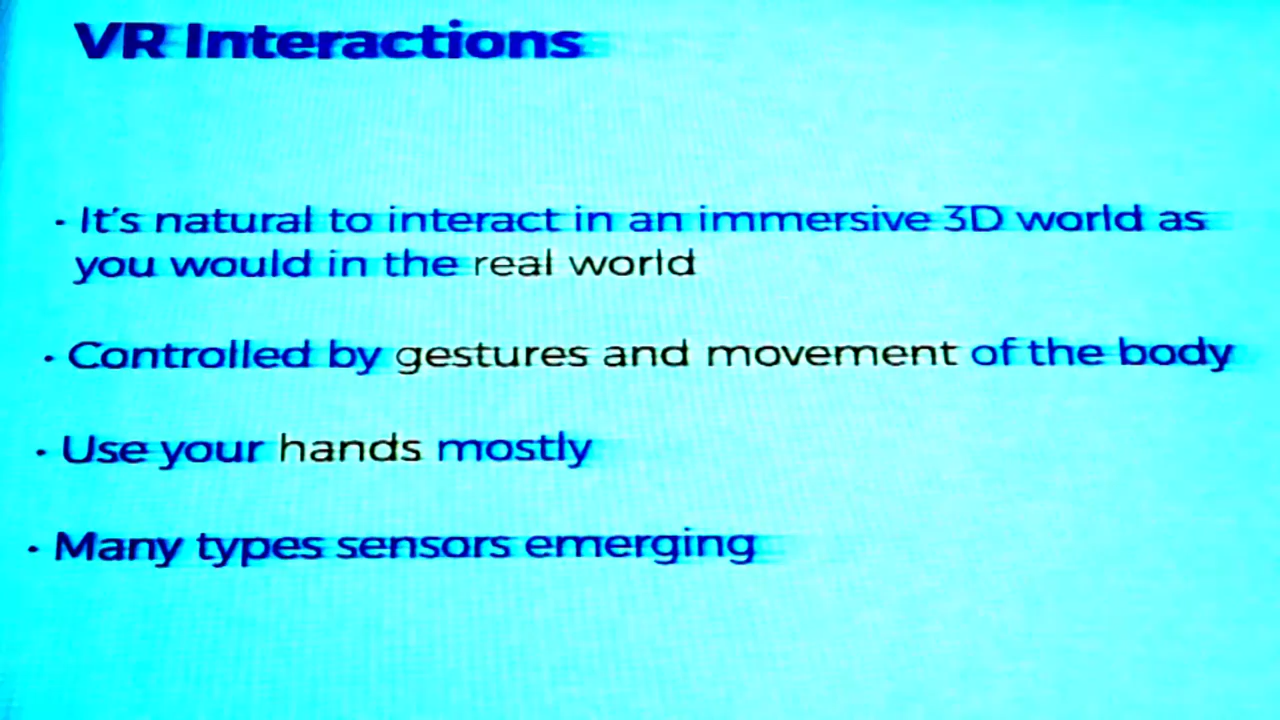 VR Interactions
· It's natural to interact in an immersive 3D world as
you would in the real world
· Controlled by gestures and movement of the body
· Use your hands mostly
· Many types sensors emerging